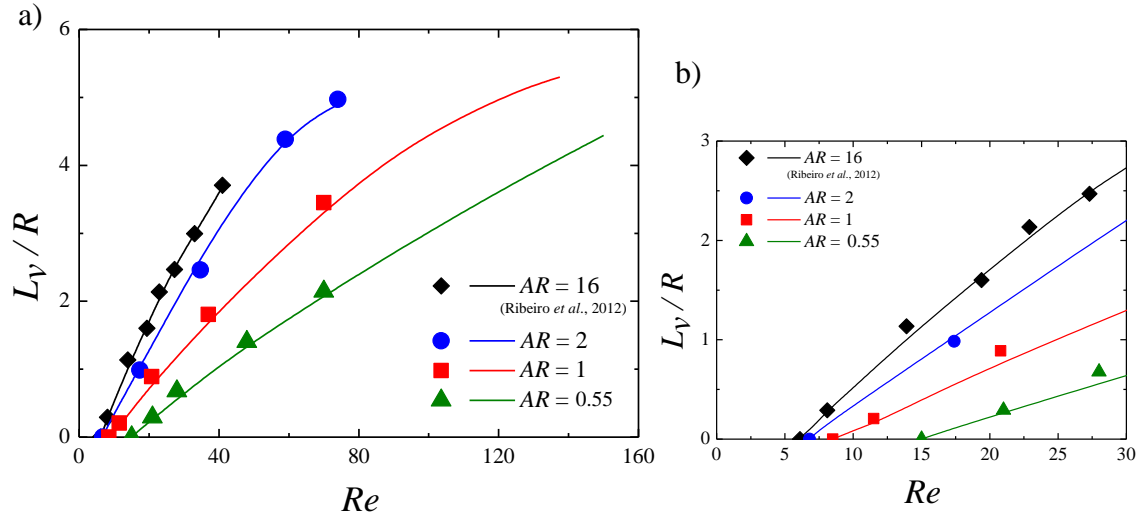 a)
6
4
2
0
L_v / R
0
40
80
120
160
Re
AR = 16
(Ribeiro et al., 2012)
AR = 2
AR = 1
AR = 0.55
b)
3
2
1
0
L_v / R
0
5
10
15
20
25
30
Re
AR = 16
(Ribeiro et al., 2012)
AR = 2
AR = 1
AR = 0.55